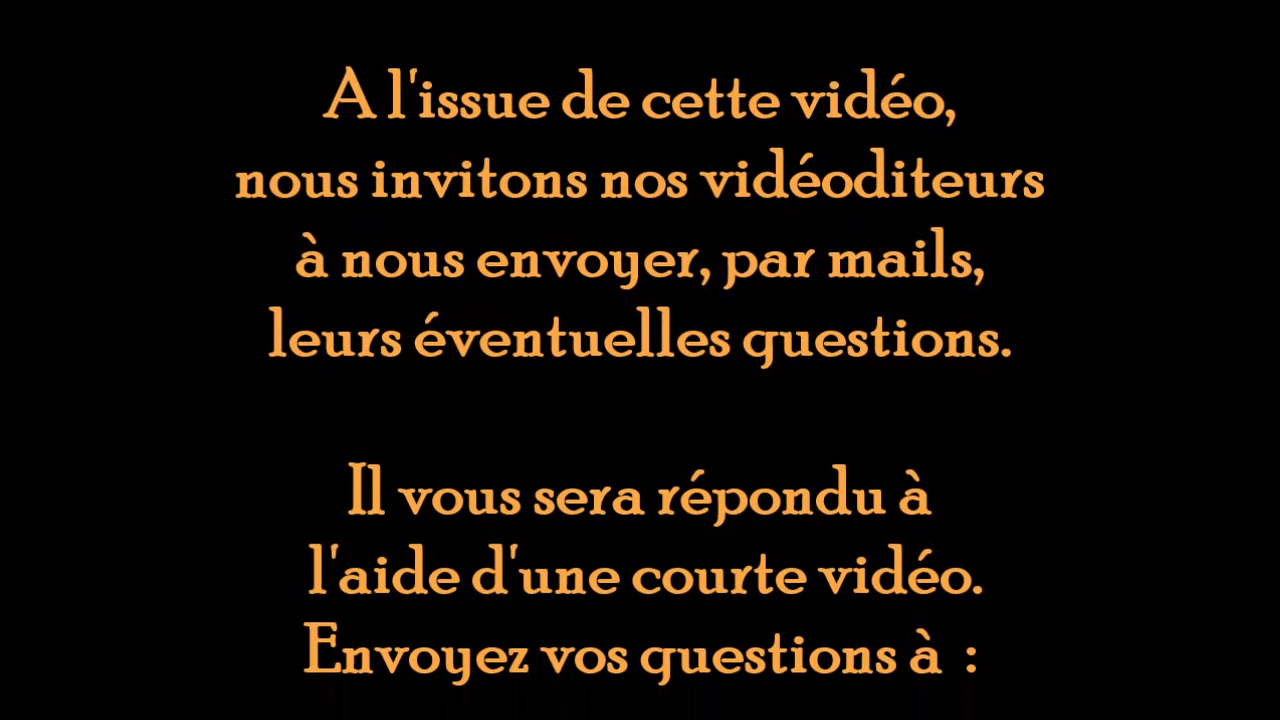 A l'issue de cette vidéo,
nous invitons nos vidéoditeurs
à nous envoyer, par mails,
leurs éventuelles questions.
Il vous sera répondu à
l'aide d'une courte vidéo.
Envoyez vos questions à :